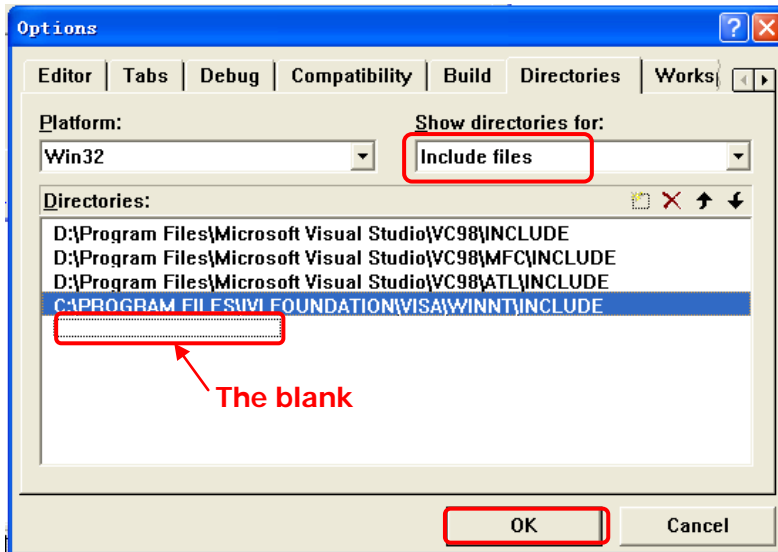 Options
Editor Tabs Debug Compatibility Build Directories Works
Platform: Show directories for:
Win32 Include files
Directories:
D:\Program Files\Microsoft Visual Studio\VC98\INCLUDE
D:\Program Files\Microsoft Visual Studio\VC98\MFC\INCLUDE
D:\Program Files\Microsoft Visual Studio\VC98\ATL\INCLUDE
C:\PROGRAM FILES\IVI FOUNDATION\VISA\WINNT\INCLUDE
The blank
OK Cancel